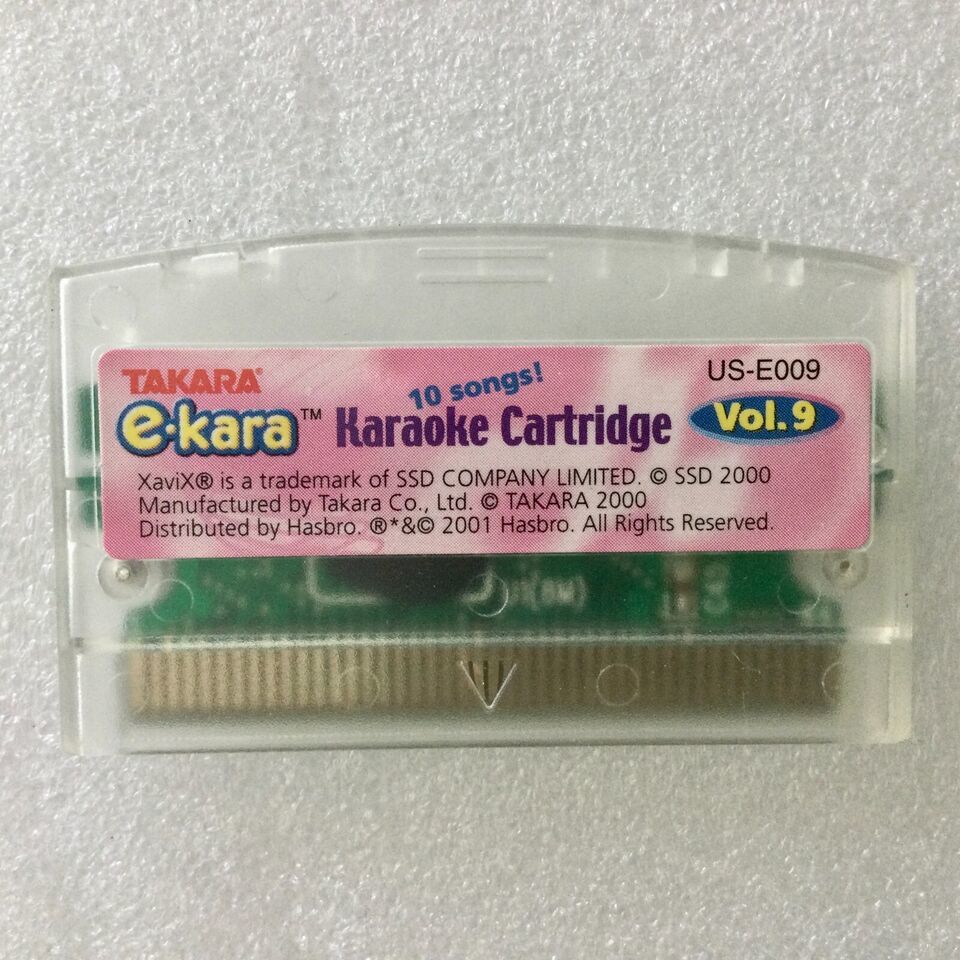 TAKARA®
e·kara™
10 songs!
Karaoke Cartridge
US-E009
Vol. 9
XaviX® is a trademark of SSD COMPANY LIMITED. © SSD 2000
Manufactured by Takara Co., Ltd. © TAKARA 2000
Distributed by Hasbro. ®*&© 2001 Hasbro. All Rights Reserved.